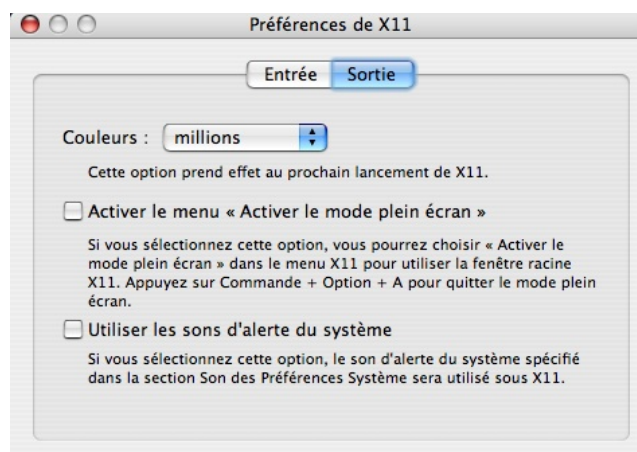 Préférences de X11
Entrée Sortie
Couleurs : millions
Cette option prend effet au prochain lancement de X11.
Activer le menu « Activer le mode plein écran »
Si vous sélectionnez cette option, vous pourrez choisir « Activer le
mode plein écran » dans le menu X11 pour utiliser la fenêtre racine
X11. Appuyez sur Commande + Option + A pour quitter le mode plein
écran.
Utiliser les sons d'alerte du système
Si vous sélectionnez cette option, le son d'alerte du système spécifié
dans la section Son des Préférences Système sera utilisé sous X11.